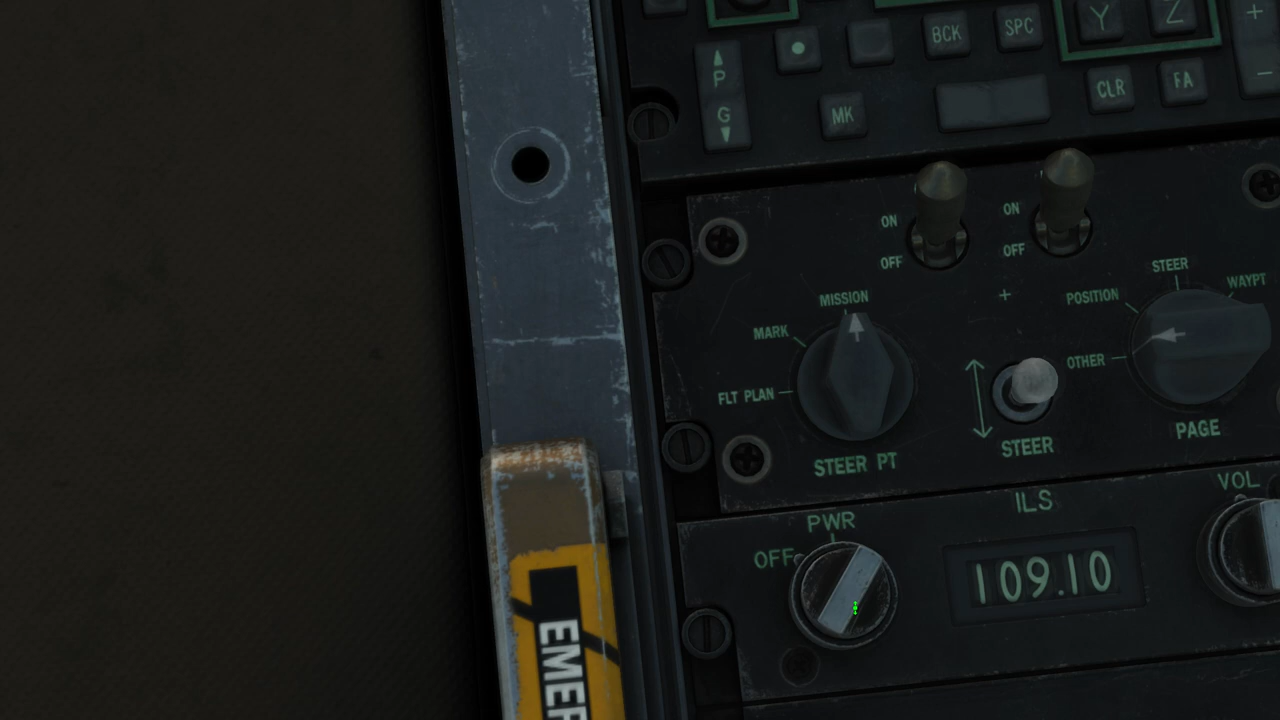 Y Z +
BCK SPC
P
G
MK
CLR FA
−
ON ON
OFF OFF
STEER
MISSION
POSITION
WAYPT
MARK
OTHER
FLT PLAN
STEER PT
STEER
PAGE
PWR
ILS
VOL
OFF
109.10
EMER